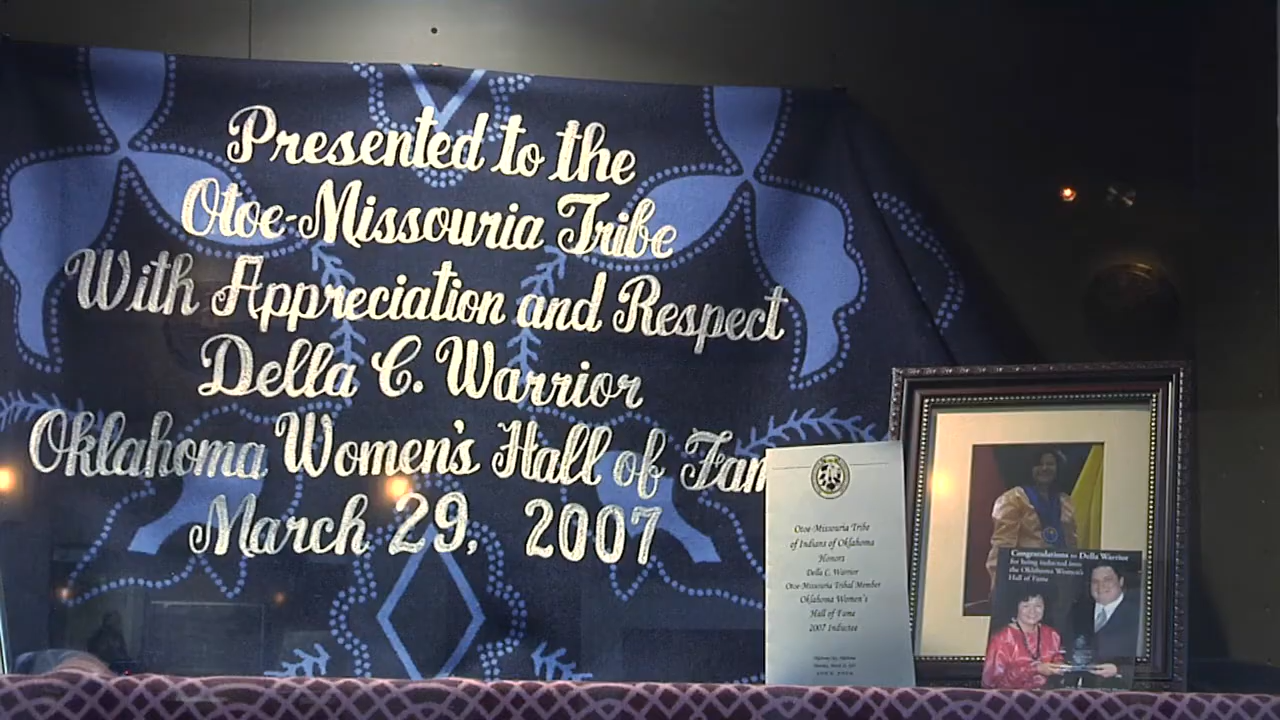 Presented to the
Otoe-Missouria Tribe
With Appreciation and Respect
Della C. Warrior
Oklahoma Women's Hall of Fam
March 29, 2007
Otoe-Missouria Tribe
of Indians of Oklahoma
Honors
Della C. Warrior
Otoe-Missouria Tribal Member
Oklahoma Women's
Hall of Fame
2007 Inductee
Congratulations to Della Warrior
for being inducted into
the Oklahoma Women's
Hall of Fame